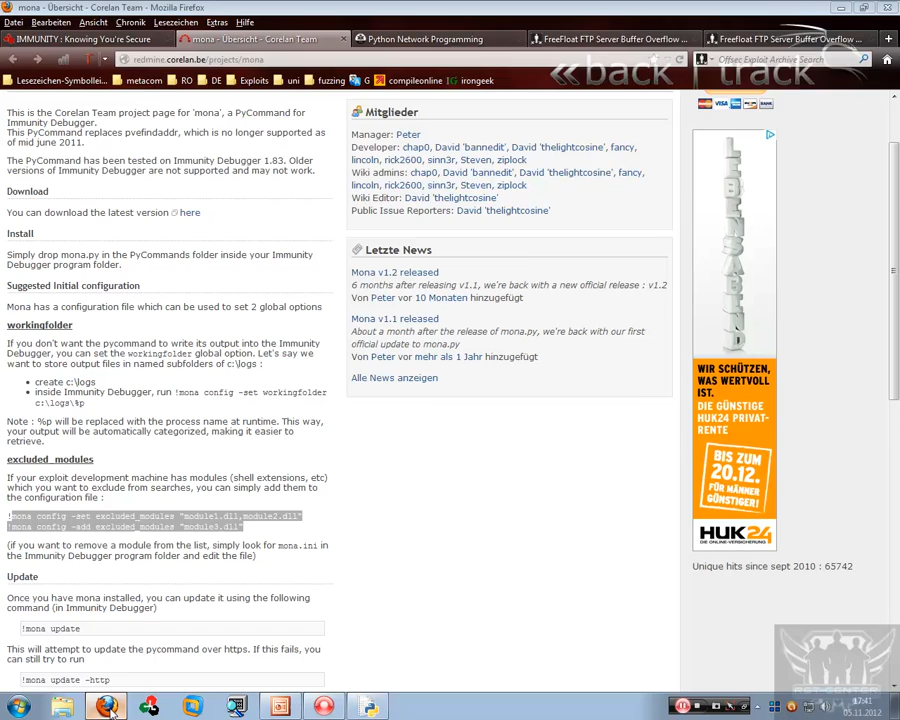 mona - Übersicht - Corelan Team - Mozilla Firefox
Datei Bearbeiten Ansicht Chronik Lesezeichen Extras Hilfe
IMMUNITY : Knowing You're Secure
mona - Übersicht - Corelan Team
Python Network Programming
FreeFloat FTP Server Buffer Overflow ...
FreeFloat FTP Server Buffer Overflow ...
redmine.corelan.be/projects/mona
Offsec Exploit Archive Search
Lesezeichen-Symbollei... metacom RO DE Exploits uni fuzzing G compileonline irongeek
back | track
This is the Corelan Team project page for 'mona', a PyCommand for
Immunity Debugger.
This PyCommand replaces pvefindaddr, which is no longer supported as
of mid june 2011.
The PyCommand has been tested on Immunity Debugger 1.83. Older
versions of Immunity Debugger are not supported and may not work.
Download
You can download the latest version here
Install
Simply drop mona.py in the PyCommands folder inside your Immunity
Debugger program folder.
Suggested Initial configuration
Mona has a configuration file which can be used to set 2 global options
workingfolder
If you don't want the pycommand to write its output into the Immunity
Debugger, you can set the workingfolder global option. Let's say we
want to store output files in named subfolders of c:\logs :
create c:\logs
inside Immunity Debugger, run !mona config -set workingfolder
c:\logs\%p
Note : %p will be replaced with the process name at runtime. This way,
your output will be automatically categorized, making it easier to
retrieve.
excluded_modules
If your exploit development machine has modules (shell extensions, etc)
which you want to exclude from searches, you can simply add them to
the configuration file :
!mona config -set excluded_modules "module1.dll,module2.dll"
!mona config -add excluded_modules "module3.dll"
(if you want to remove a module from the list, simply look for mona.ini in
the Immunity Debugger program folder and edit the file)
Update
Once you have mona installed, you can update it using the following
command (in Immunity Debugger)
!mona update
This will attempt to update the pycommand over https. If this fails, you
can still try to run
!mona update -http
Mitglieder
Manager: Peter
Developer: chap0, David 'bannedit', David 'thelightcosine', fancy,
lincoln, rick2600, sinn3r, Steven, ziplock
Wiki admins: chap0, David 'bannedit', David 'thelightcosine', fancy,
lincoln, rick2600, sinn3r, Steven, ziplock
Wiki Editor: David 'thelightcosine'
Public Issue Reporters: David 'thelightcosine'
Letzte News
Mona v1.2 released
6 months after releasing v1.1, we're back with a new official release : v1.2
Von Peter vor 10 Monaten hinzugefügt
Mona v1.1 released
About a month after the release of mona.py, we're back with our first
official update to mona.py
Von Peter vor mehr als 1 Jahr hinzugefügt
Alle News anzeigen
VISA
WIR SCHÜTZEN,
WAS WERTVOLL
IST.
DIE GÜNSTIGE
HUK24 PRIVAT-
RENTE
BIS ZUM
20.12.
FÜR MÄNNER
GÜNSTIGER!
HUK24
DIE ONLINE-VERSICHERUNG
Unique hits since sept 2010 : 65742
RST-CENTER
17:41
05.11.2012